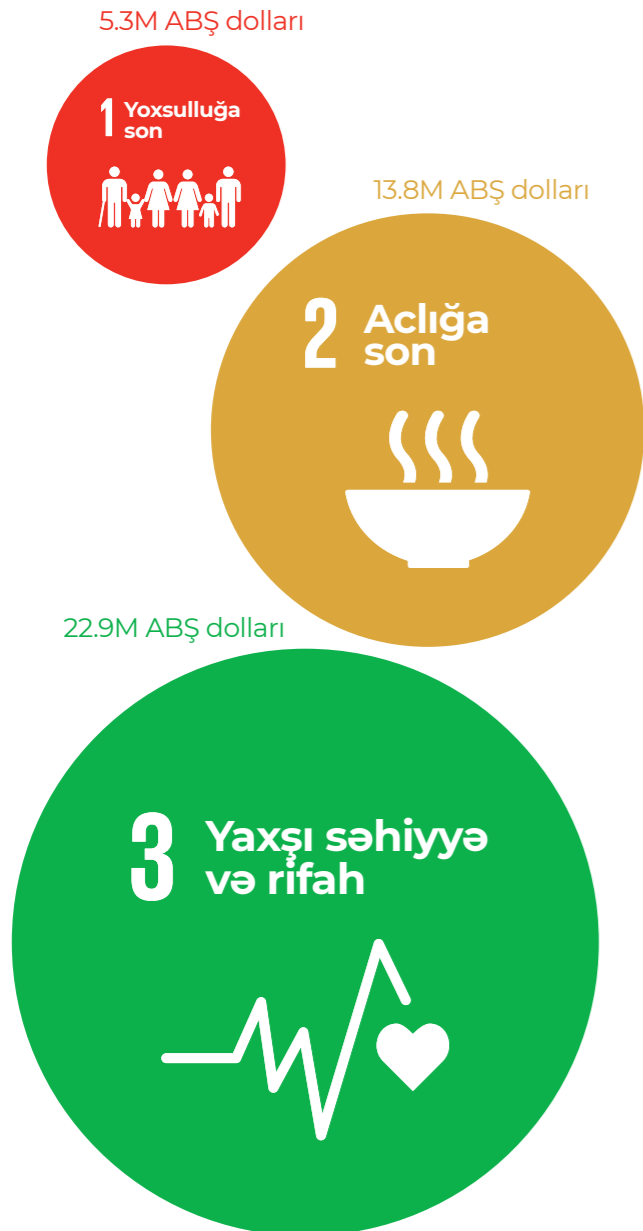 5.3M ABŞ dolları
1 Yoxsulluğa
son
13.8M ABŞ dolları
2 Aclığa
son
22.9M ABŞ dolları
3 Yaxşı səhiyyə
və rifah